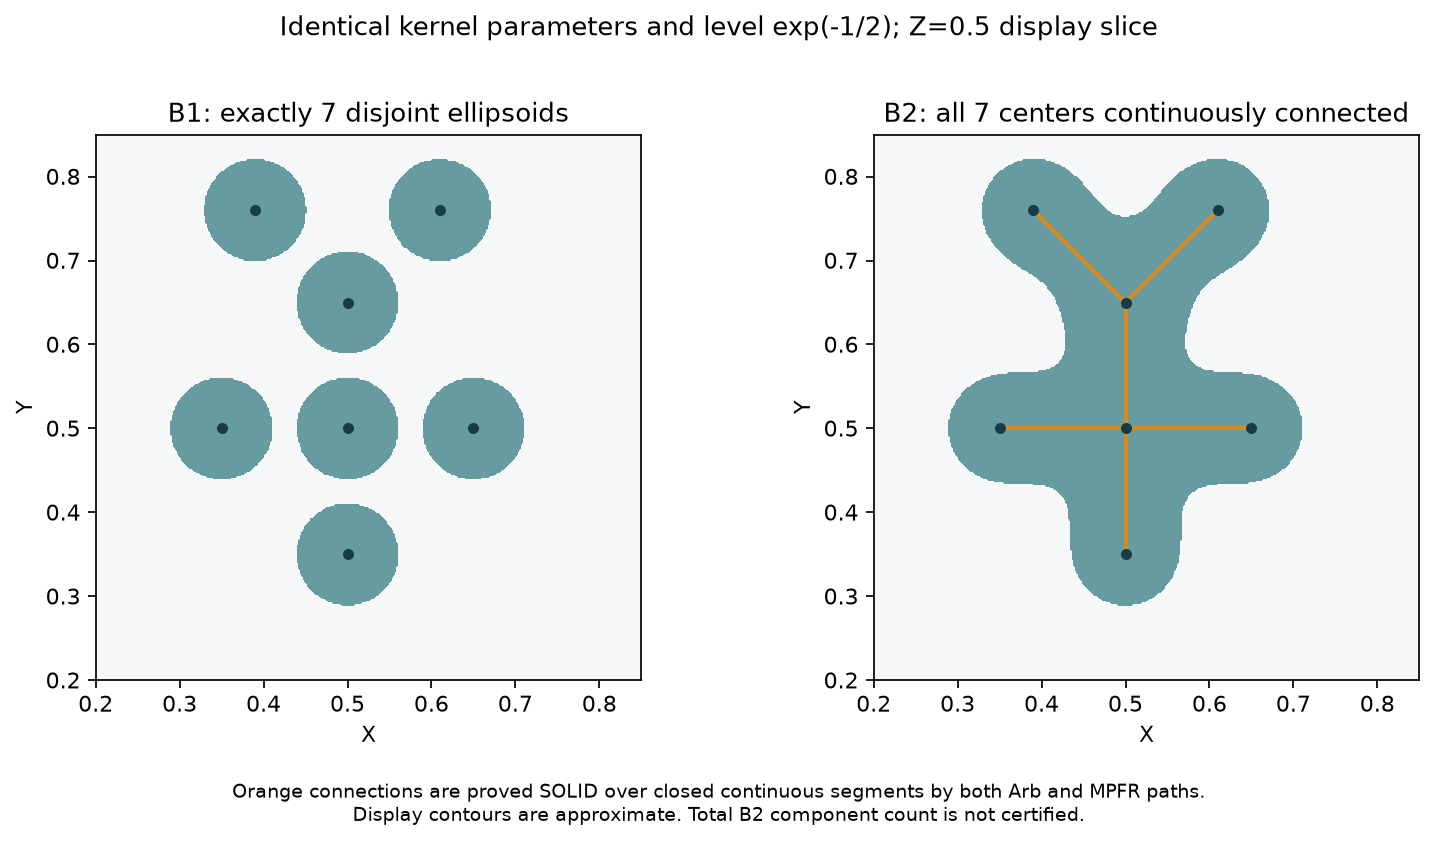 Identical kernel parameters and level exp(-1/2); Z=0.5 display slice
B1: exactly 7 disjoint ellipsoids
0.8
0.7
0.6
0.5
0.4
0.3
0.2
Y
0.2 0.3 0.4 0.5 0.6 0.7 0.8
X
B2: all 7 centers continuously connected
0.8
0.7
0.6
0.5
0.4
0.3
0.2
Y
0.2 0.3 0.4 0.5 0.6 0.7 0.8
X
Orange connections are proved SOLID over closed continuous segments by both Arb and MPFR paths.
Display contours are approximate. Total B2 component count is not certified.